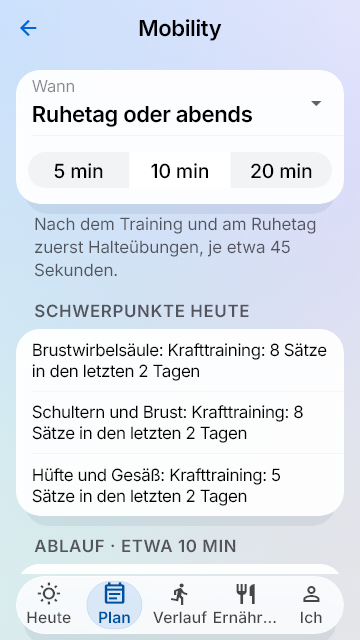 Mobility
Wann
Ruhetag oder abends
5 min
10 min
20 min
Nach dem Training und am Ruhetag
zuerst Halteübungen, je etwa 45
Sekunden.
SCHWERPUNKTE HEUTE
Brustwirbelsäule: Krafttraining: 8 Sätze
in den letzten 2 Tagen
Schultern und Brust: Krafttraining: 8
Sätze in den letzten 2 Tagen
Hüfte und Gesäß: Krafttraining: 5
Sätze in den letzten 2 Tagen
ABLAUF · ETWA 10 MIN
Heute
Plan
Verlauf
Ernähr…
Ich